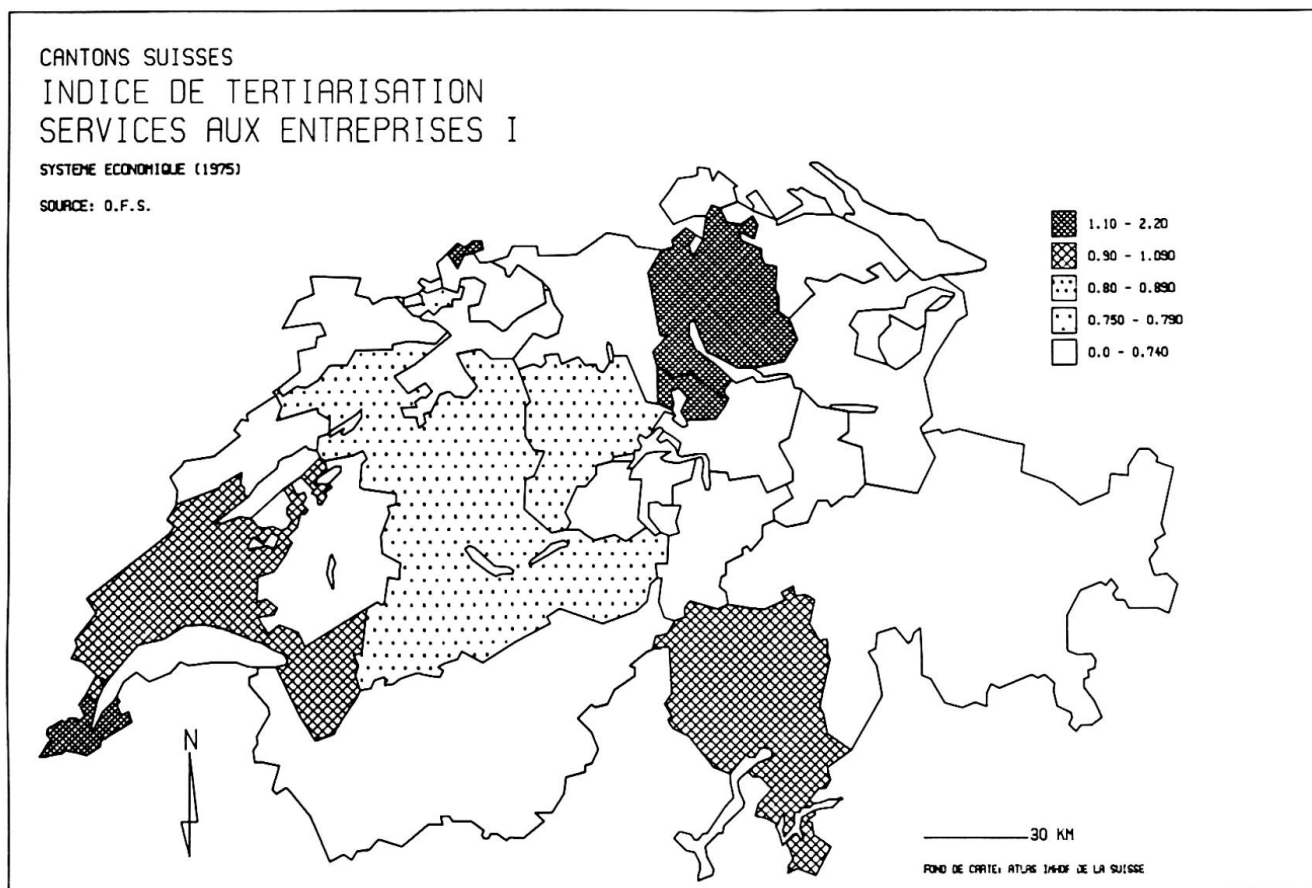 CANTONS SUISSES
INDICE DE TERTIARISATION
SERVICES AUX ENTREPRISES I
SYSTEME ECONOMIQUE (1975)
SOURCE: O.F.S.
1.10 - 2.20
0.90 - 1.090
0.80 - 0.890
0.750 - 0.790
0.0 - 0.740
N
30 KM
FOND DE CARTE: ATLAS IMHOF DE LA SUISSE